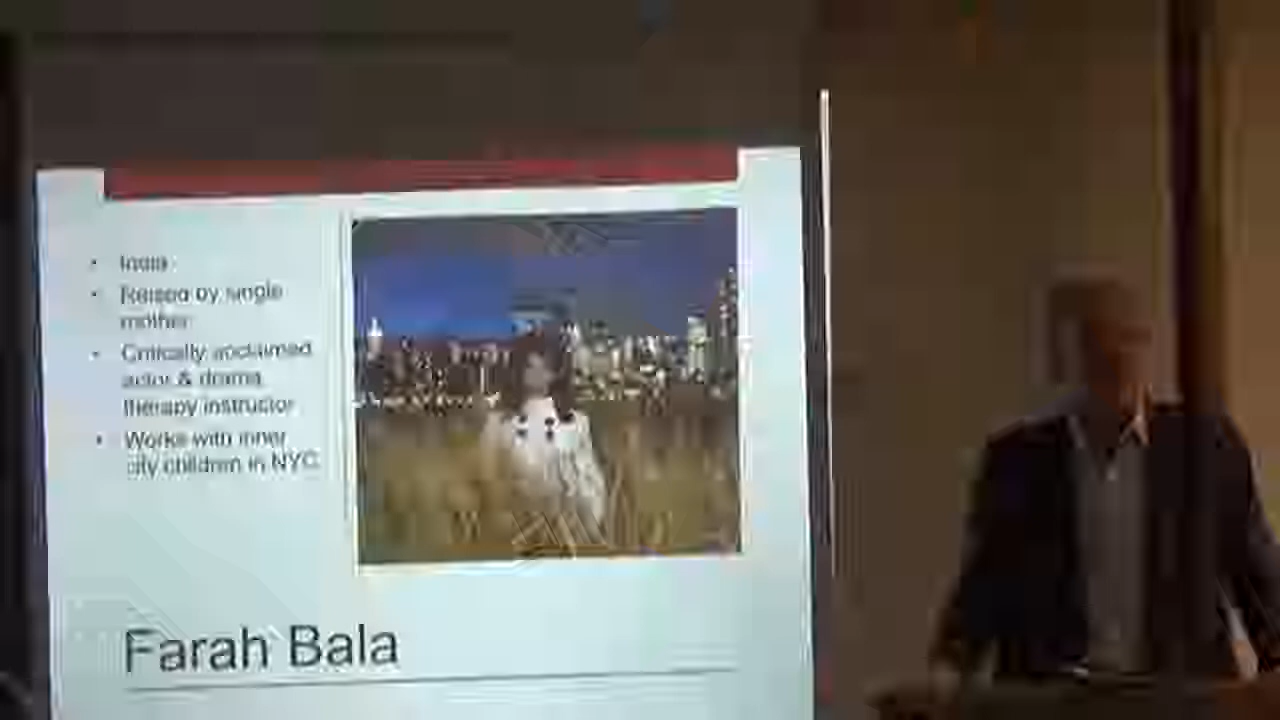 India
Raised by single
mother
Critically acclaimed
actor & drama
therapy instructor
Works with inner
city children in NYC
Farah Bala